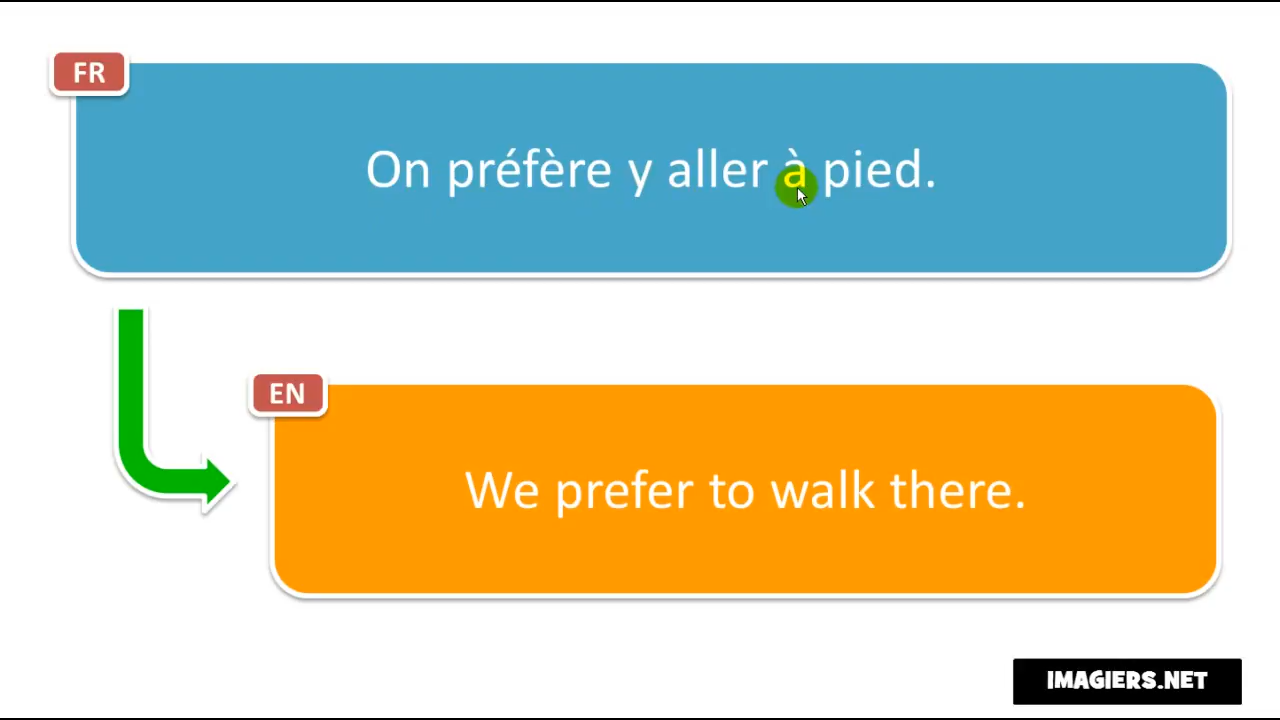 FR
On préfère y aller à pied.
EN
We prefer to walk there.
IMAGIERS.NET